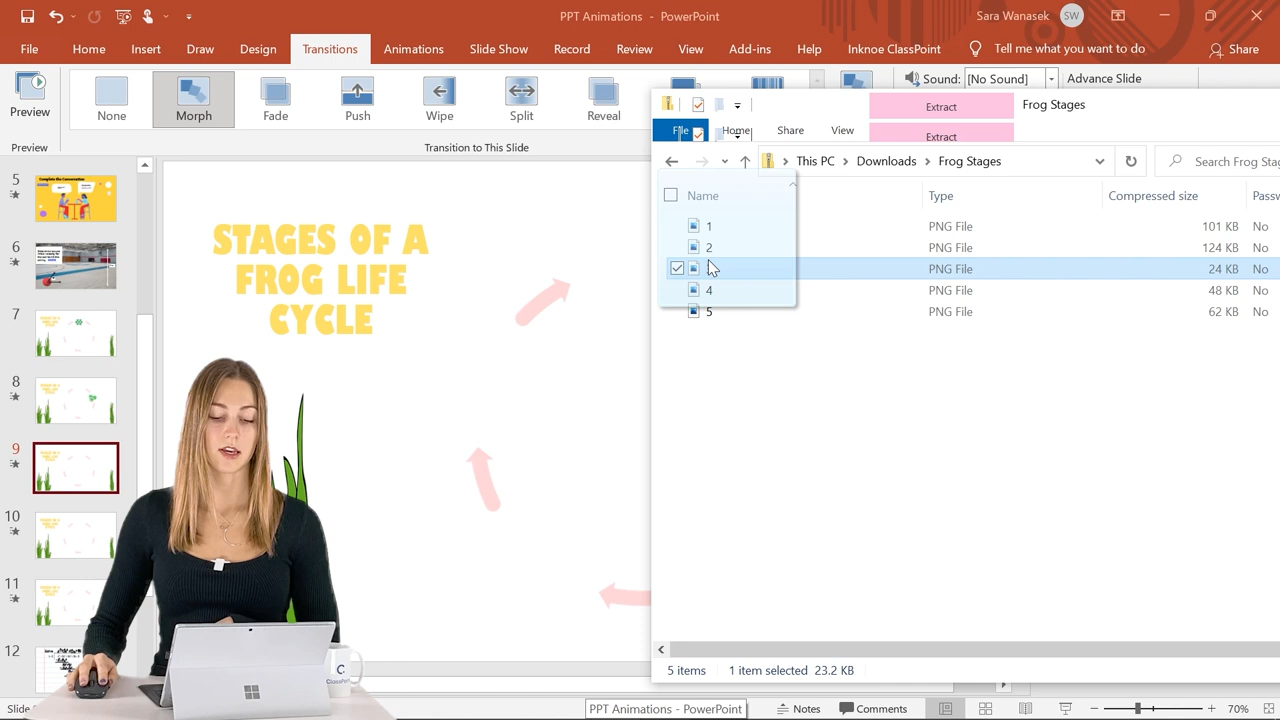 PPT Animations - PowerPoint
Sara Wanasek SW
File Home Insert Draw Design Transitions Animations Slide Show Record Review View Add-ins Help Inknoe ClassPoint Tell me what you want to do Share
Preview None Morph Fade Push Wipe Split Reveal
Sound: [No Sound] Advance Slide
Preview Transition to This Slide
Extract Frog Stages
File Home Share View Extract
This PC Downloads Frog Stages Search Frog Sta
Name Type Compressed size Passw
1 PNG File 101 KB No
2 PNG File 124 KB No
PNG File 24 KB No
4 PNG File 48 KB No
5 PNG File 62 KB No
5 items 1 item selected 23.2 KB
5
6
7
8
9
10
11
12
STAGES OF A
FROG LIFE
CYCLE
C
ClassPoint
Slide
PPT Animations - PowerPoint Notes Comments 70%